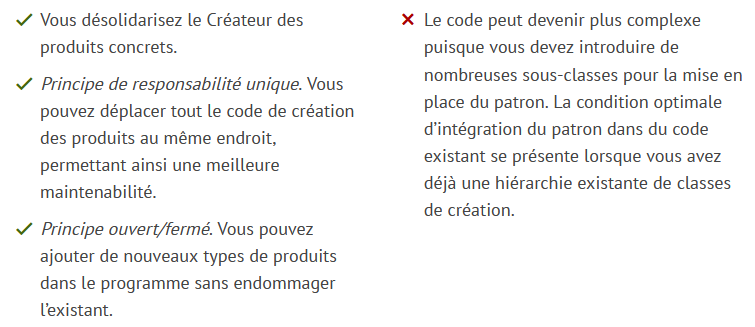 Vous désolidarisez le Créateur des
produits concrets.
Principe de responsabilité unique. Vous
pouvez déplacer tout le code de création
des produits au même endroit,
permettant ainsi une meilleure
maintenabilité.
Principe ouvert/fermé. Vous pouvez
ajouter de nouveaux types de produits
dans le programme sans endommager
l’existant.
Le code peut devenir plus complexe
puisque vous devez introduire de
nombreuses sous-classes pour la mise en
place du patron. La condition optimale
d’intégration du patron dans du code
existant se présente lorsque vous avez
déjà une hiérarchie existante de classes
de création.